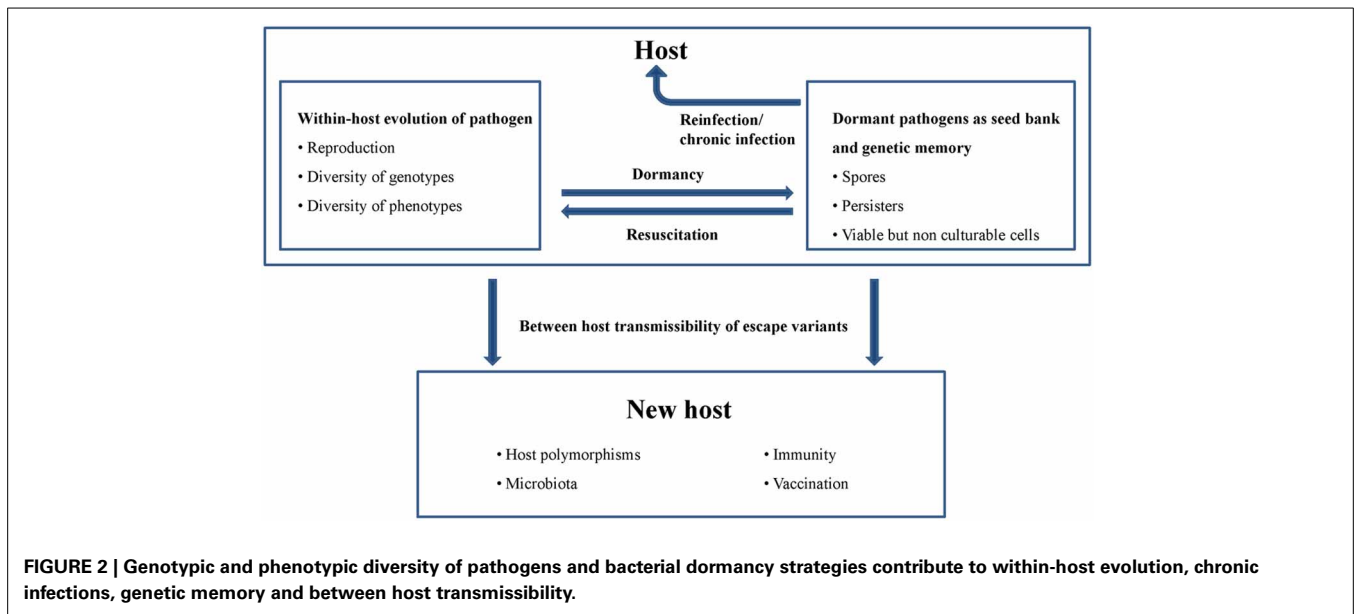 Host
Within-host evolution of pathogen
• Reproduction
• Diversity of genotypes
• Diversity of phenotypes
Reinfection/
chronic infection
Dormancy
Resuscitation
Dormant pathogens as seed bank
and genetic memory
• Spores
• Persisters
• Viable but non culturable cells
Between host transmissibility of escape variants
New host
• Host polymorphisms
• Microbiota
• Immunity
• Vaccination
FIGURE 2 | Genotypic and phenotypic diversity of pathogens and bacterial dormancy strategies contribute to within-host evolution, chronic
infections, genetic memory and between host transmissibility.